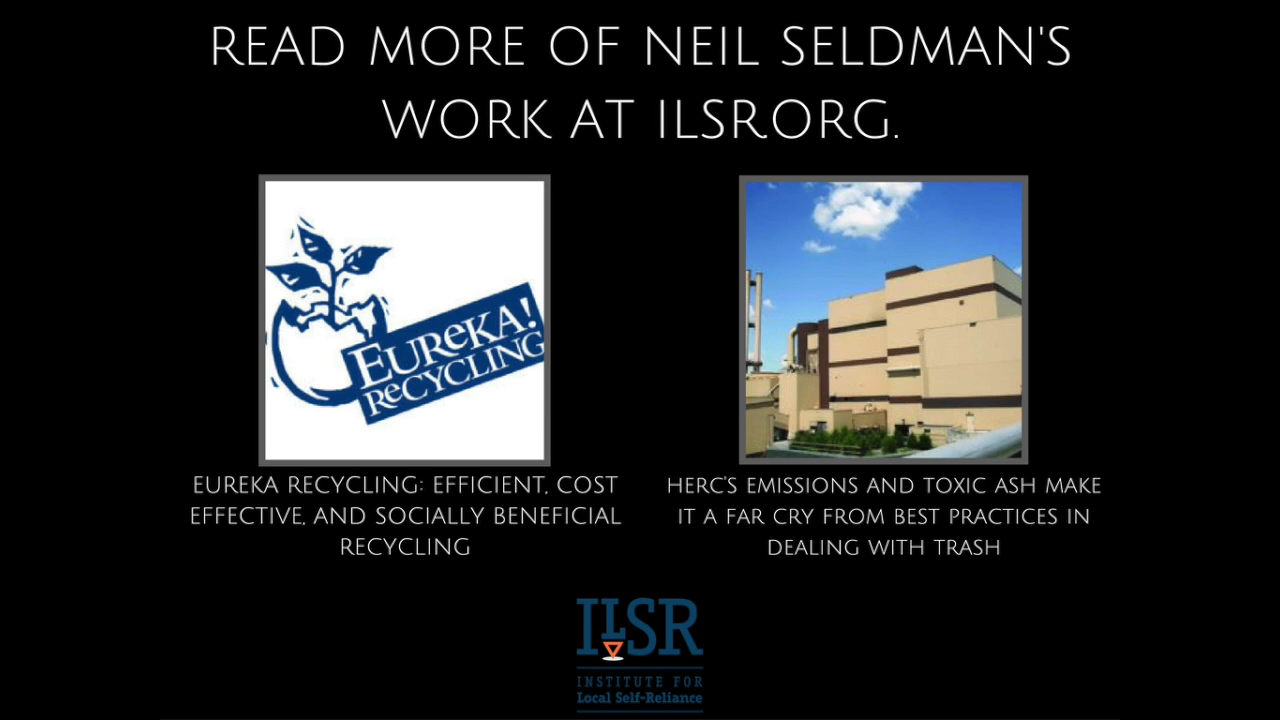 READ MORE OF NEIL SELDMAN'S
WORK AT ILSR.ORG.
EUREKA!
RECYCLING
EUREKA RECYCLING: EFFICIENT, COST
EFFECTIVE, AND SOCIALLY BENEFICIAL
RECYCLING
HERC'S EMISSIONS AND TOXIC ASH MAKE
IT A FAR CRY FROM BEST PRACTICES IN
DEALING WITH TRASH
ILSR
INSTITUTE FOR
Local Self-Reliance